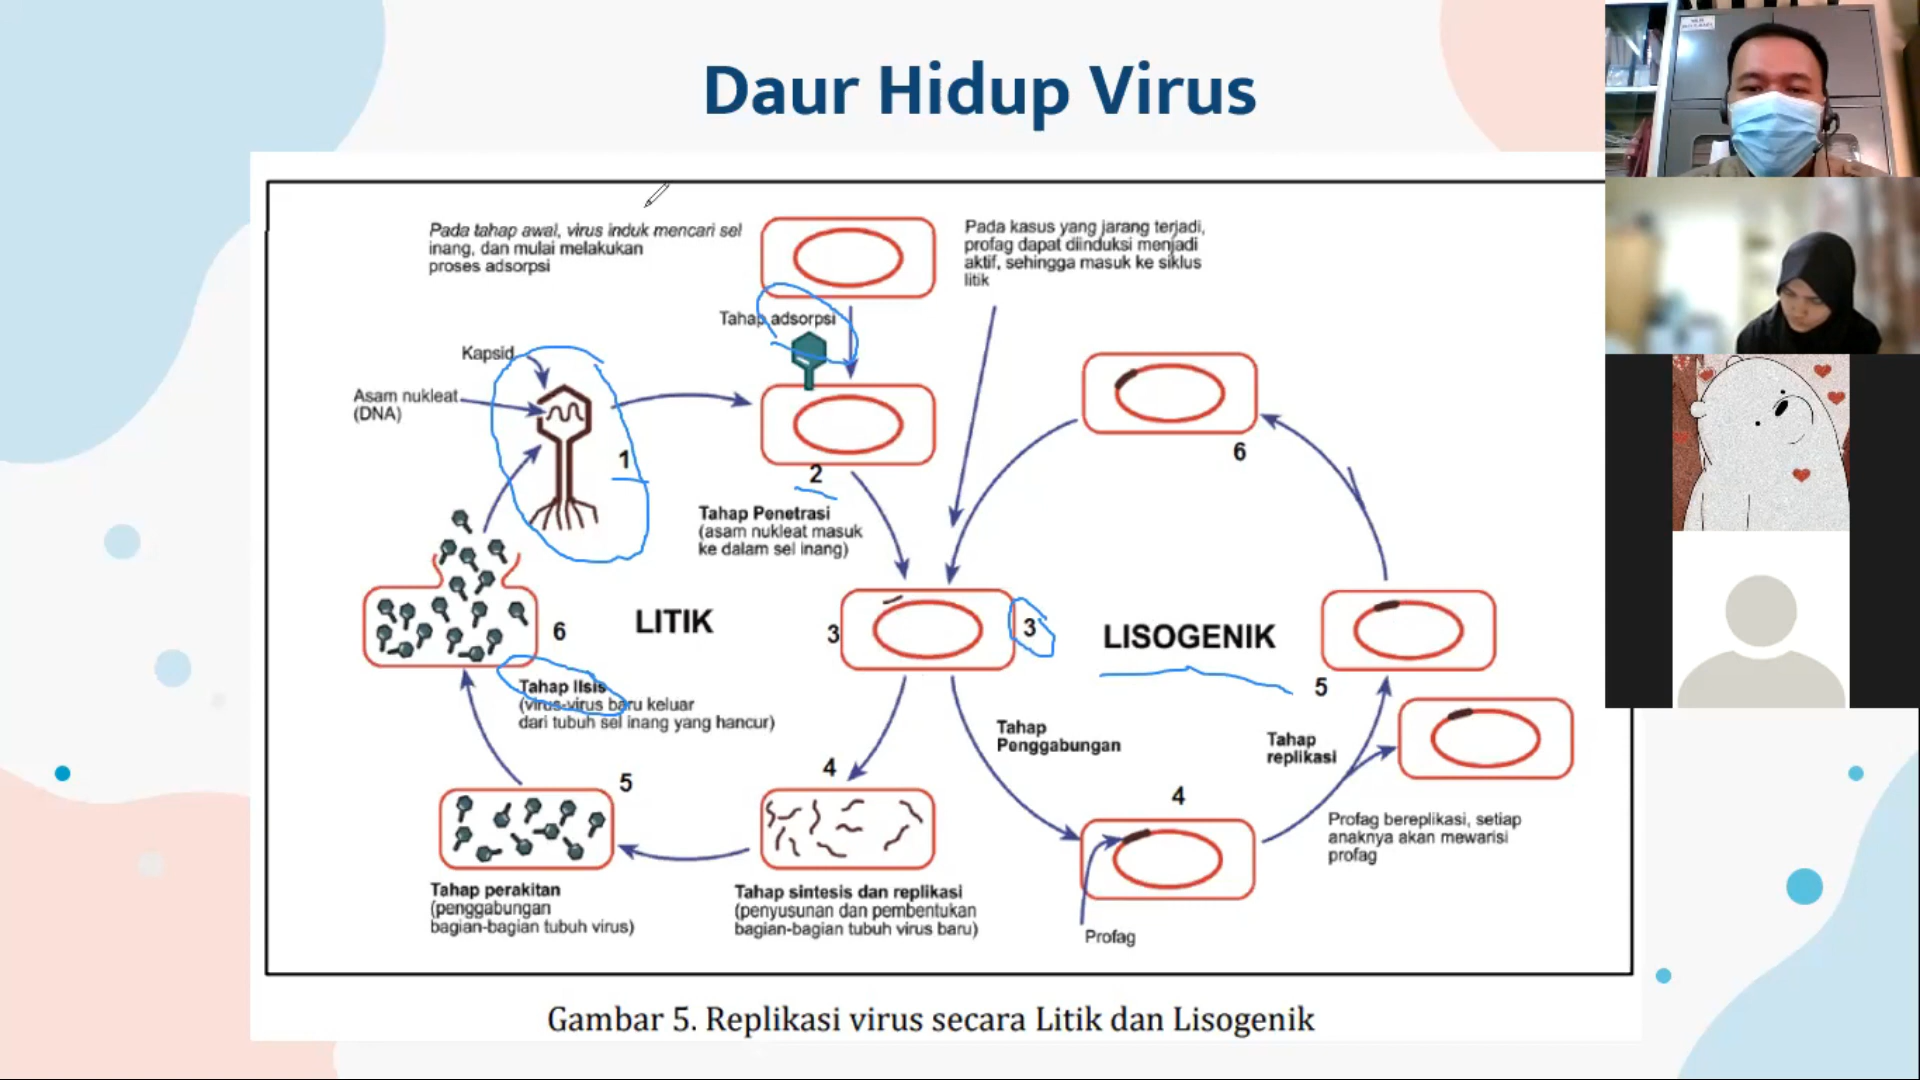 Daur Hidup Virus
Pada tahap awal, virus induk mencari sel
inang, dan mulai melakukan
proses adsorpsi
Pada kasus yang jarang terjadi,
profag dapat diinduksi menjadi
aktif, sehingga masuk ke siklus
litik
Tahap adsorpsi
Kapsid
Asam nukleat
(DNA)
1
2
6
Tahap Penetrasi
(asam nukleat masuk
ke dalam sel inang)
6
LITIK
3
3
LISOGENIK
5
Tahap lisis
(virus-virus baru keluar
dari tubuh sel inang yang hancur)
Tahap
Penggabungan
Tahap
replikasi
5
4
4
Profag bereplikasi, setiap
anaknya akan mewarisi
profag
Tahap perakitan
(penggabungan
bagian-bagian tubuh virus)
Tahap sintesis dan replikasi
(penyusunan dan pembentukan
bagian-bagian tubuh virus baru)
Profag
Gambar 5. Replikasi virus secara Litik dan Lisogenik